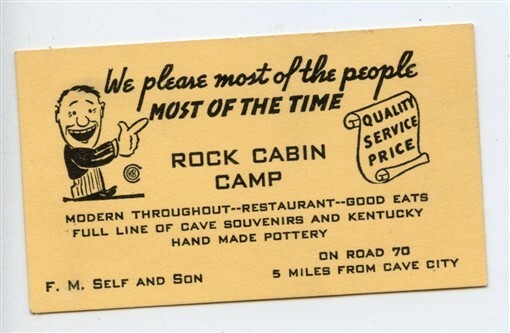 We please most of the people
MOST OF THE TIME
QUALITY
SERVICE
PRICE
ROCK CABIN
CAMP
MODERN THROUGHOUT--RESTAURANT--GOOD EATS
FULL LINE OF CAVE SOUVENIRS AND KENTUCKY
HAND MADE POTTERY
ON ROAD 70
F. M. SELF AND SON
5 MILES FROM CAVE CITY